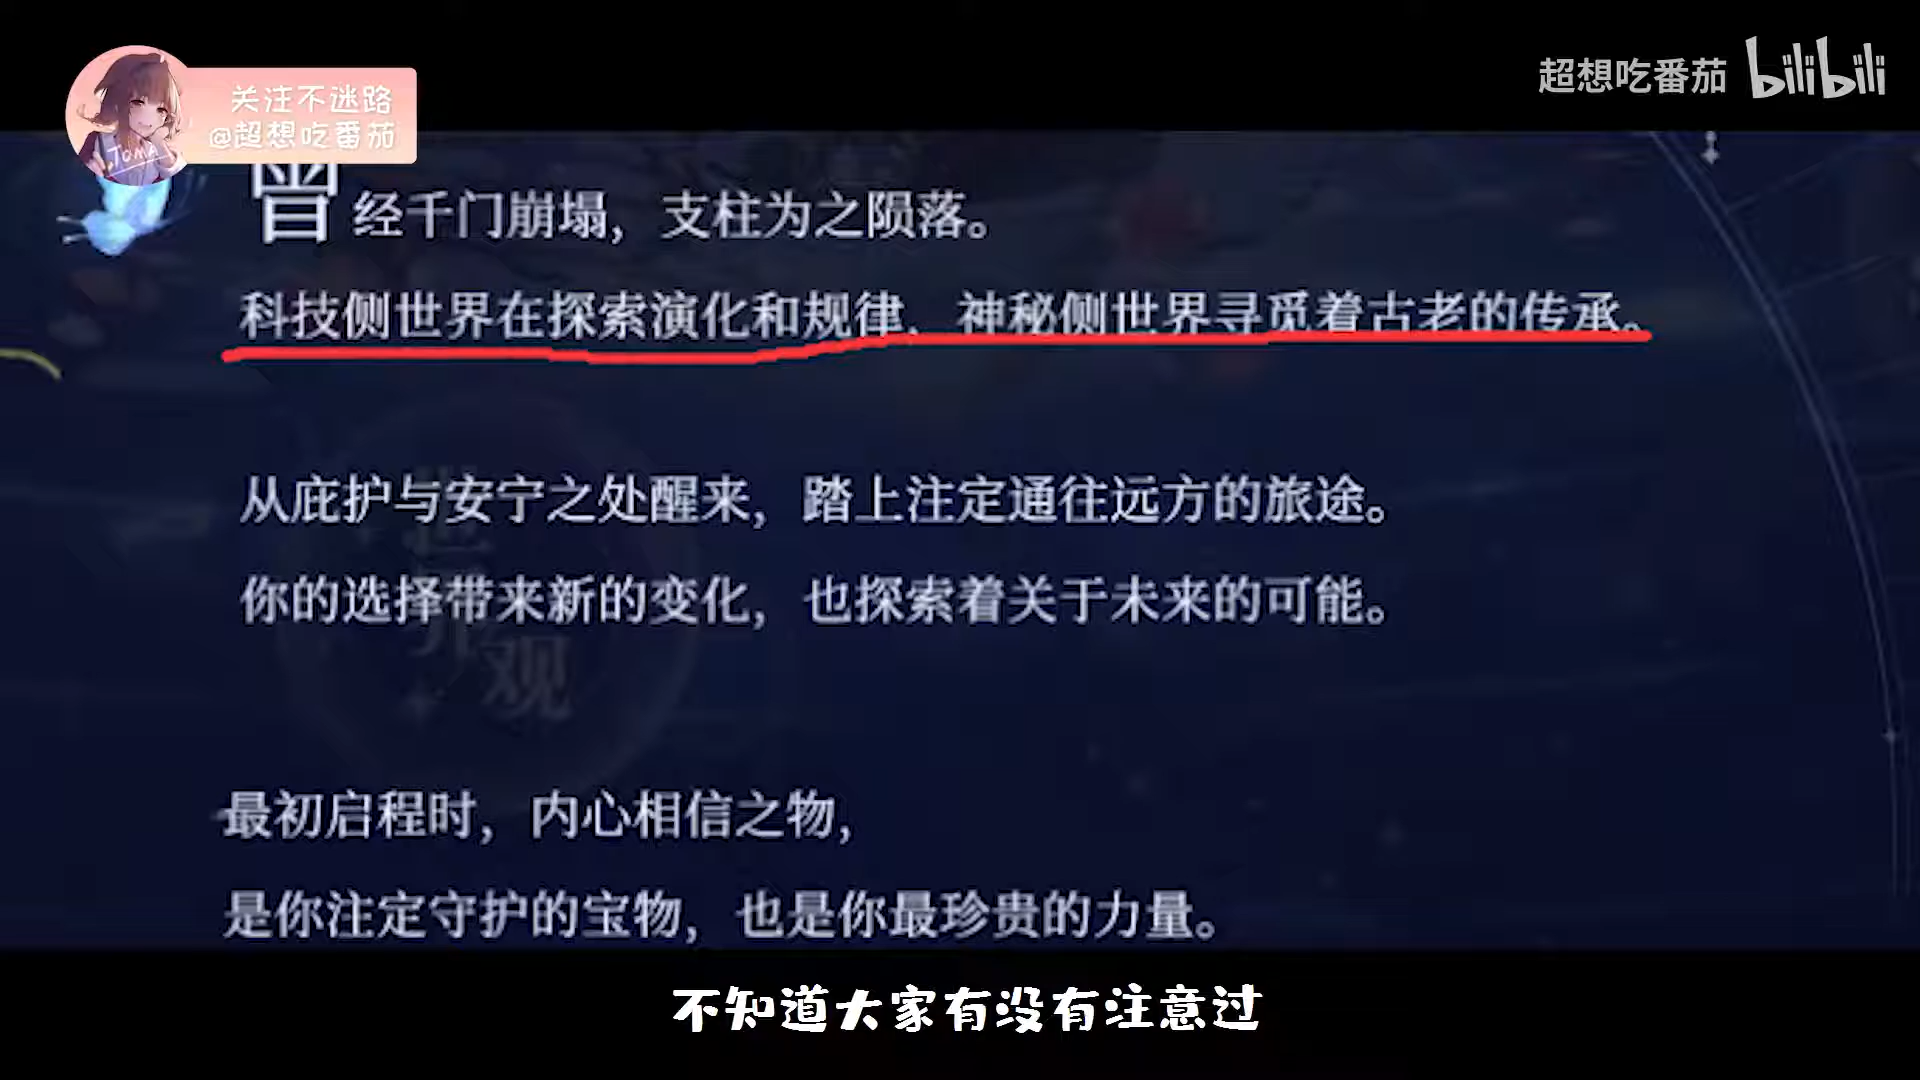 关注不迷路
@超想吃番茄
TOMA
超想吃番茄 bilibili
曾经千门崩塌，支柱为之陨落。
科技侧世界在探索演化和规律，神秘侧世界寻觅着古老的传承。
从庇护与安宁之处醒来，踏上注定通往远方的旅途。
你的选择带来新的变化，也探索着关于未来的可能。
世界观
最初启程时，内心相信之物，
是你注定守护的宝物，也是你最珍贵的力量。
不知道大家有没有注意过